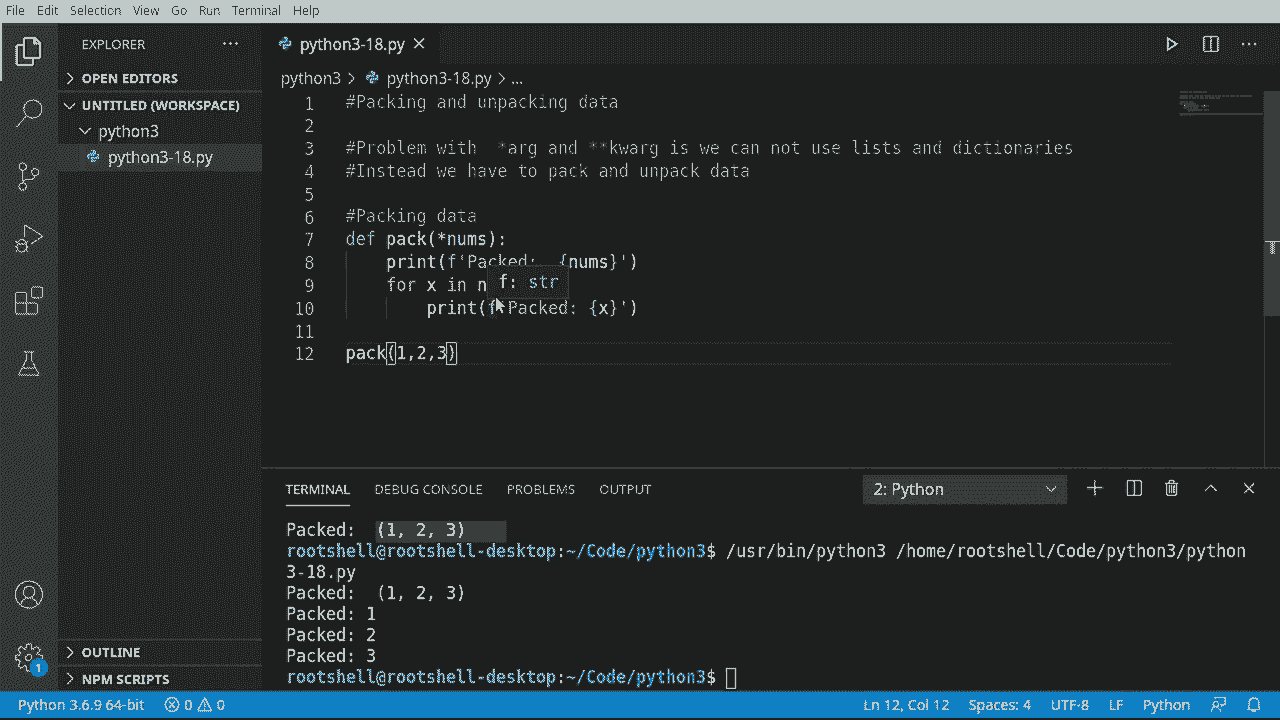 File Edit Selection View Go Run Terminal Help
EXPLORER
python3-18.py
OPEN EDITORS
python3 > python3-18.py > ...
UNTITLED (WORKSPACE)
python3
python3-18.py
1 #Packing and unpacking data
2
3 #Problem with *arg and **kwarg is we can not use lists and dictionaries
4 #Instead we have to pack and unpack data
5
6 #Packing data
7 def pack(*nums):
8 print(f'Packed: {nums}')
9 for x in n
f: str
10 print(f'Packed: {x}')
11
12 pack(1,2,3)
TERMINAL DEBUG CONSOLE PROBLEMS OUTPUT 2: Python
Packed:  (1, 2, 3)
rootshell@rootshell-desktop:~/Code/python3$ /usr/bin/python3 /home/rootshell/Code/python3/python
3-18.py
Packed:  (1, 2, 3)
Packed: 1
Packed: 2
Packed: 3
rootshell@rootshell-desktop:~/Code/python3$
OUTLINE
NPM SCRIPTS
1
Python 3.6.9 64-bit 0 0 Ln 12, Col 12 Spaces: 4 UTF-8 LF Python